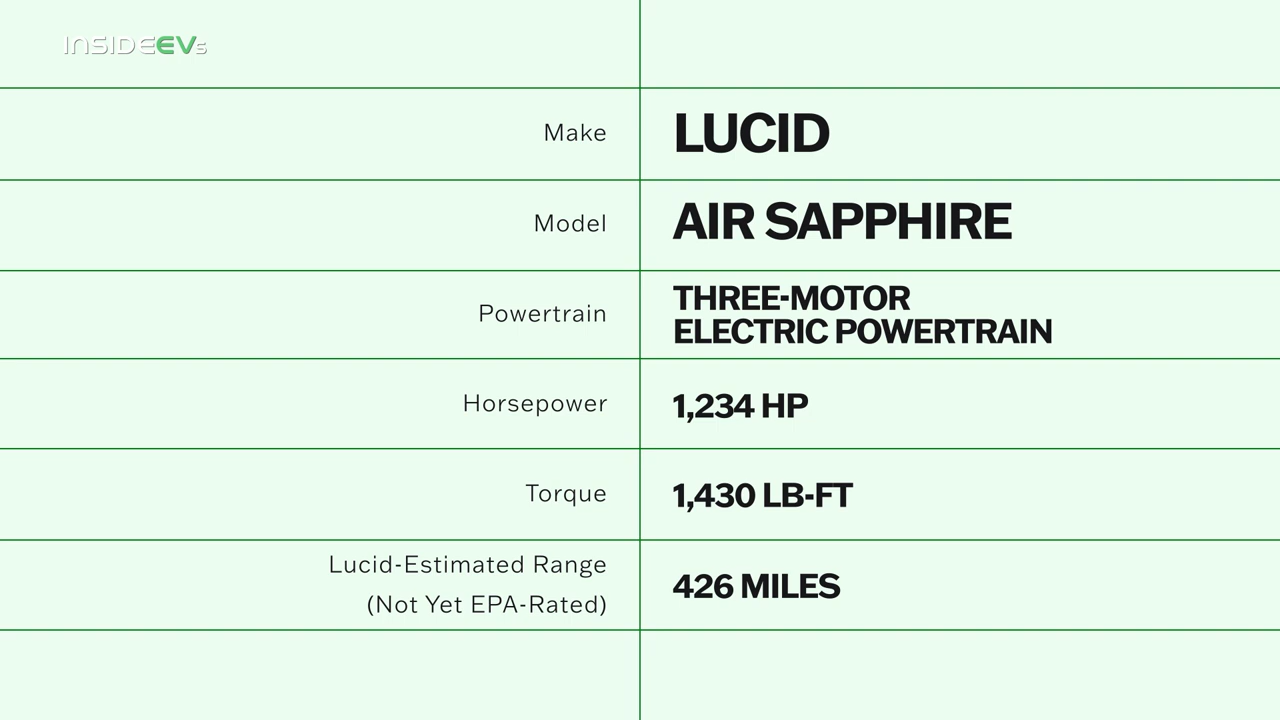 INSIDEEVs
Make
LUCID
Model
AIR SAPPHIRE
Powertrain
THREE-MOTOR
ELECTRIC POWERTRAIN
Horsepower
1,234 HP
Torque
1,430 LB-FT
Lucid-Estimated Range
(Not Yet EPA-Rated)
426 MILES